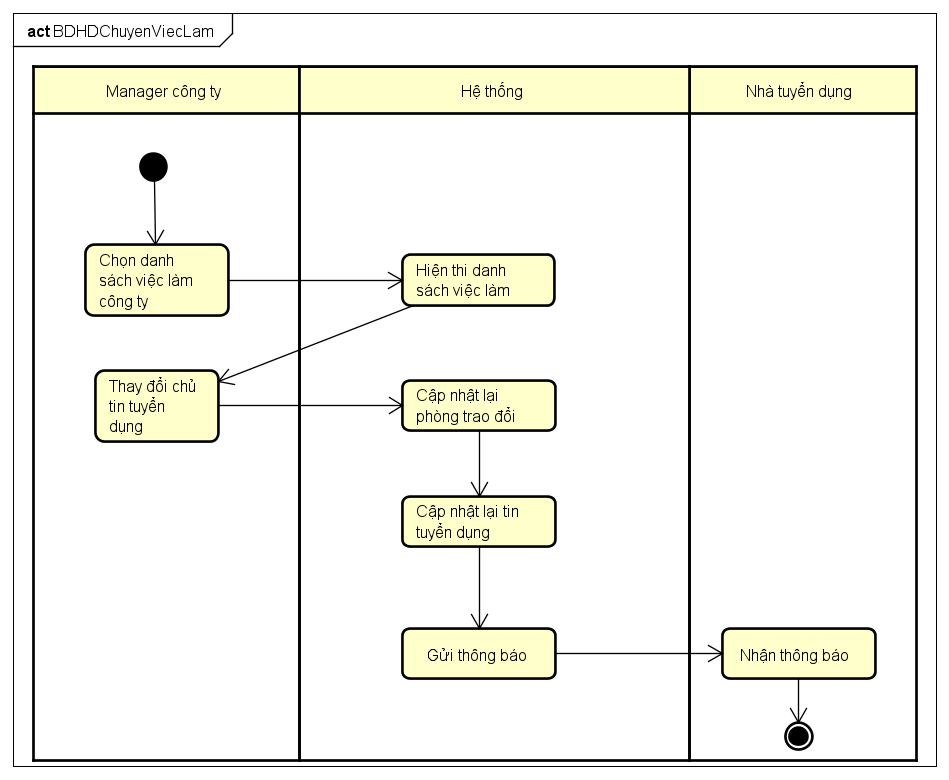 act BDHDChuyenViecLam
Manager công ty
Hệ thống
Nhà tuyển dụng
Chọn danh
sách việc làm
công ty
Hiện thi danh
sách việc làm
Thay đổi chủ
tin tuyển
dụng
Cập nhật lại
phòng trao đổi
Cập nhật lại tin
tuyển dụng
Gửi thông báo
Nhận thông báo